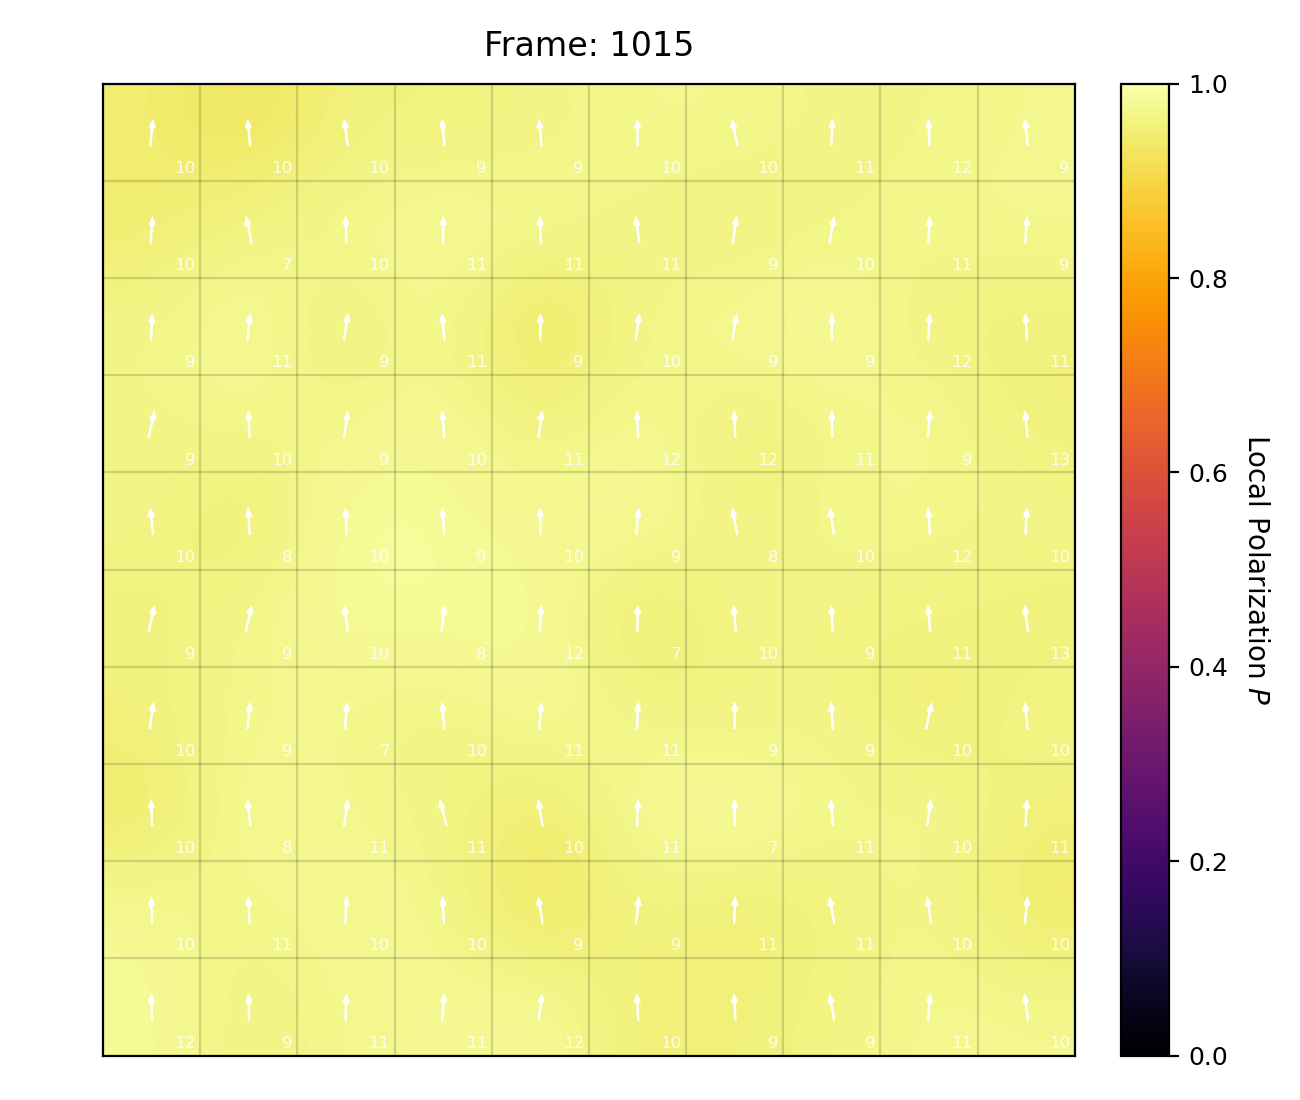 Frame: 1015
10 10 10 9 9 10 10 11 12 9
10 7 10 11 11 11 9 10 11 9
9 11 9 11 9 10 9 9 12 11
9 10 9 10 11 12 12 11 9 13
10 8 10 9 10 9 8 10 12 10
9 9 10 8 12 7 10 9 11 13
10 9 7 10 11 11 9 9 10 10
10 8 11 11 10 11 7 11 10 11
10 11 10 10 9 9 11 11 10 10
12 9 11 11 12 10 9 9 11 10
1.0
0.8
0.6
0.4
0.2
0.0
Local Polarization P